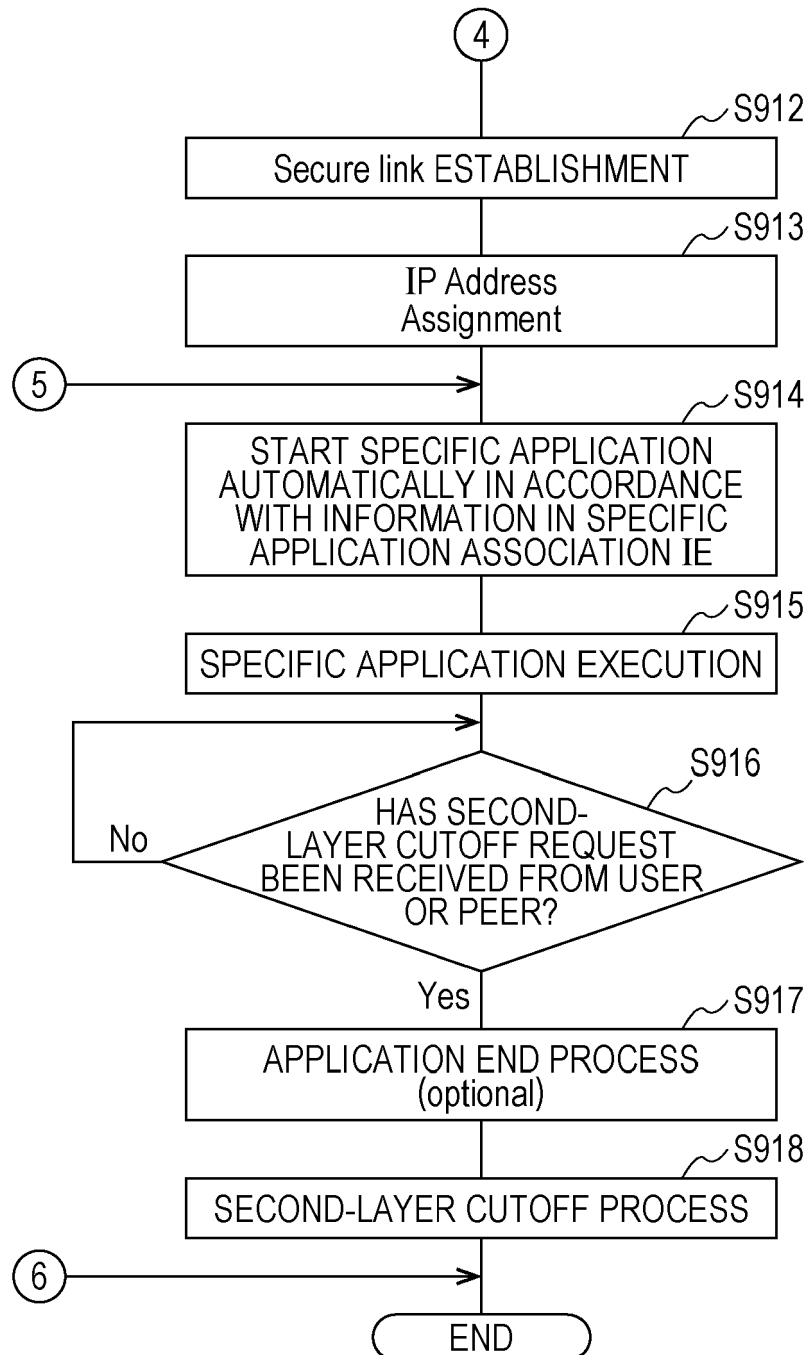 4
S912
Secure link ESTABLISHMENT
S913
IP Address
Assignment
5
S914
START SPECIFIC APPLICATION
AUTOMATICALLY IN ACCORDANCE
WITH INFORMATION IN SPECIFIC
APPLICATION ASSOCIATION IE
S915
SPECIFIC APPLICATION EXECUTION
S916
HAS SECOND-
LAYER CUTOFF REQUEST
BEEN RECEIVED FROM USER
OR PEER?
No
Yes
S917
APPLICATION END PROCESS
(optional)
S918
SECOND-LAYER CUTOFF PROCESS
6
END